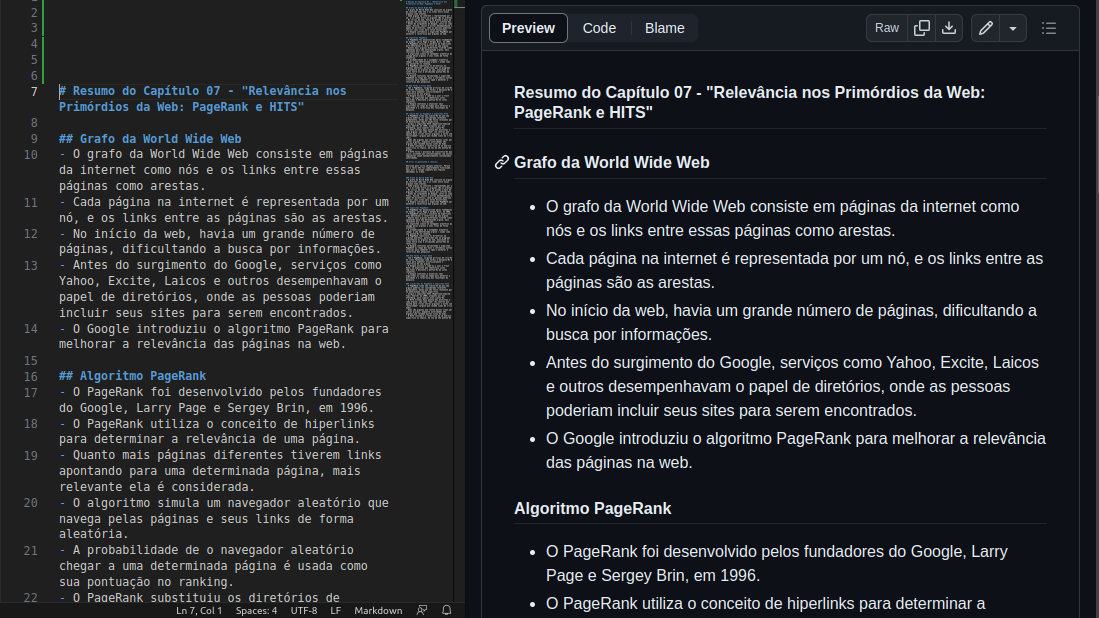 2
3
4
5
6
7 # Resumo do Capítulo 07 - "Relevância nos
Primórdios da Web: PageRank e HITS"
8
9 ## Grafo da World Wide Web
10 - O grafo da World Wide Web consiste em páginas
da internet como nós e os links entre essas
páginas como arestas.
11 - Cada página na internet é representada por um
nó, e os links entre as páginas são as arestas.
12 - No início da web, havia um grande número de
páginas, dificultando a busca por informações.
13 - Antes do surgimento do Google, serviços como
Yahoo, Excite, Laicos e outros desempenhavam o
papel de diretórios, onde as pessoas poderiam
incluir seus sites para serem encontrados.
14 - O Google introduziu o algoritmo PageRank para
melhorar a relevância das páginas na web.
15
16 ## Algoritmo PageRank
17 - O PageRank foi desenvolvido pelos fundadores
do Google, Larry Page e Sergey Brin, em 1996.
18 - O PageRank utiliza o conceito de hiperlinks
para determinar a relevância de uma página.
19 - Quanto mais páginas diferentes tiverem links
apontando para uma determinada página, mais
relevante ela é considerada.
20 - O algoritmo simula um navegador aleatório que
navega pelas páginas e seus links de forma
aleatória.
21 - A probabilidade de o navegador aleatório
chegar a uma determinada página é usada como
sua pontuação no ranking.
22 - O PageRank substituiu os diretórios de
Ln 7, Col 1 Spaces: 4 UTF-8 LF Markdown
Preview Code Blame Raw
Resumo do Capítulo 07 - "Relevância nos Primórdios da Web:
PageRank e HITS"
Grafo da World Wide Web
• O grafo da World Wide Web consiste em páginas da internet como
nós e os links entre essas páginas como arestas.
• Cada página na internet é representada por um nó, e os links entre as
páginas são as arestas.
• No início da web, havia um grande número de páginas, dificultando a
busca por informações.
• Antes do surgimento do Google, serviços como Yahoo, Excite, Laicos
e outros desempenhavam o papel de diretórios, onde as pessoas
poderiam incluir seus sites para serem encontrados.
• O Google introduziu o algoritmo PageRank para melhorar a relevância
das páginas na web.
Algoritmo PageRank
• O PageRank foi desenvolvido pelos fundadores do Google, Larry
Page e Sergey Brin, em 1996.
• O PageRank utiliza o conceito de hiperlinks para determinar a